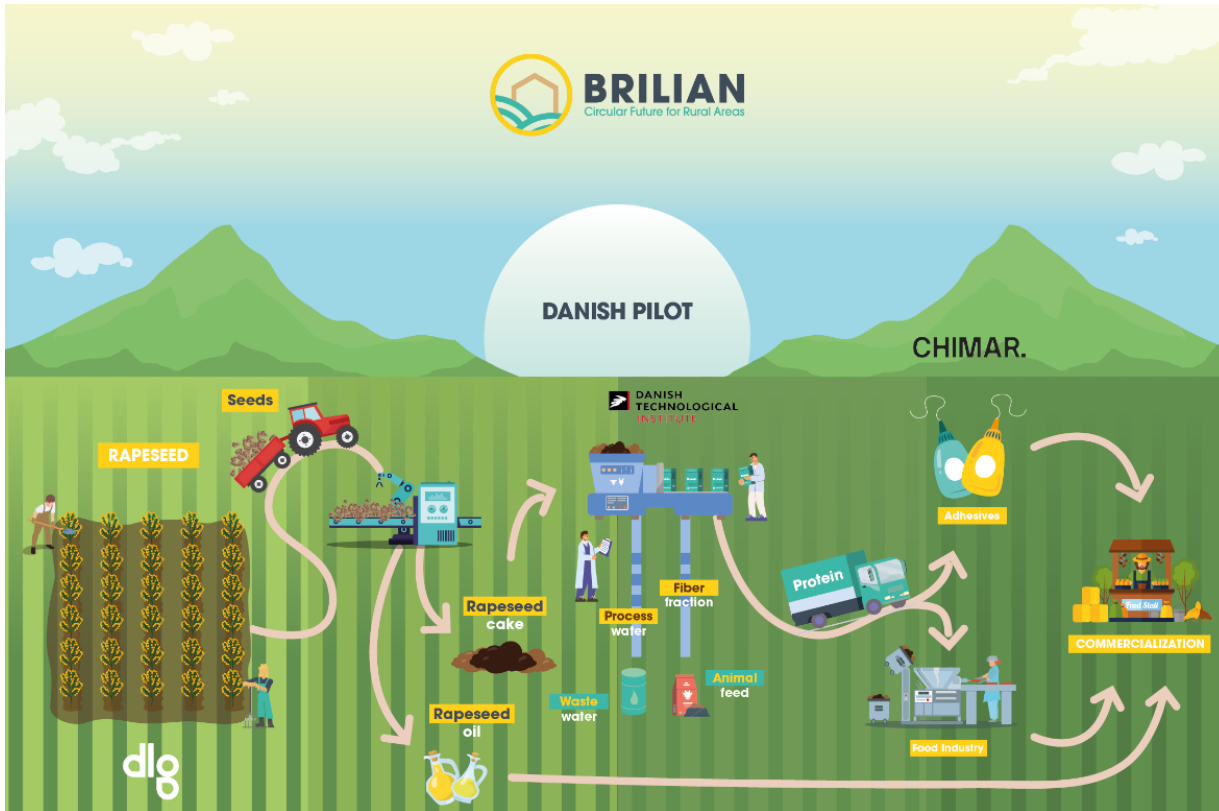 BRILIAN
Circular Future for Rural Areas
DANISH PILOT
CHIMAR.
Seeds
DANISH
TECHNOLOGICAL
INSTITUTE
RAPESEED
Adhesives
Protein
Fiber
fraction
Rapeseed
cake
Process
water
Food Stall
COMMERCIALIZATION
Waste
water
Animal
feed
Rapeseed
oil
Food Industry
dlg